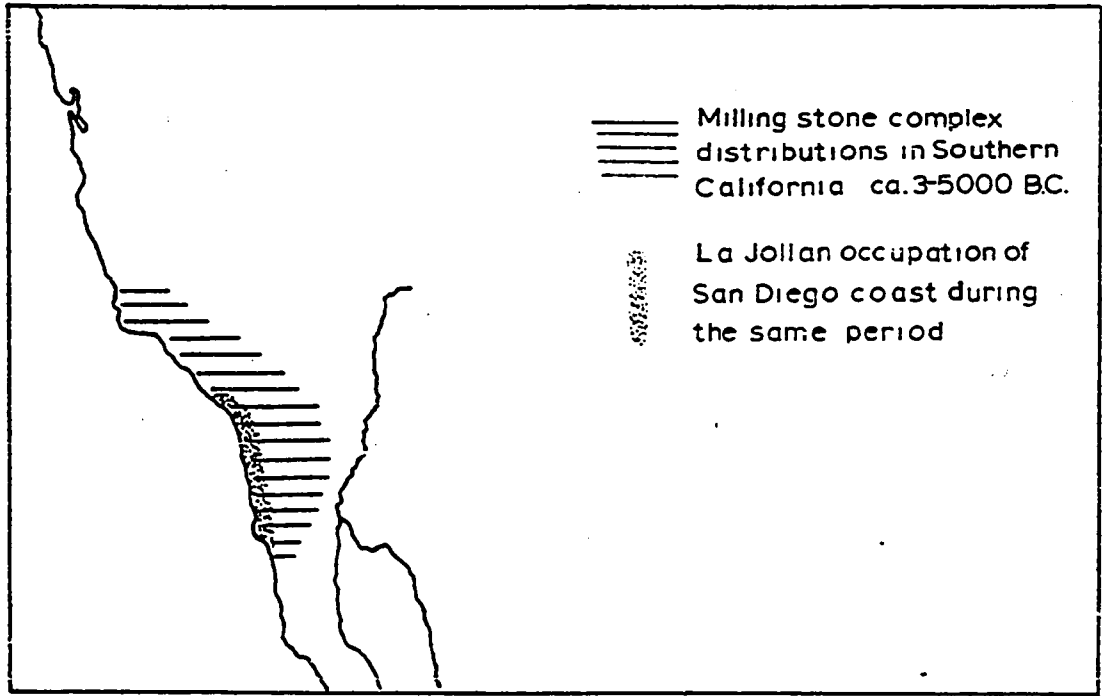 Milling stone complex
distributions in Southern
California ca. 3-5000 B.C.
La Jollan occupation of
San Diego coast during
the same period